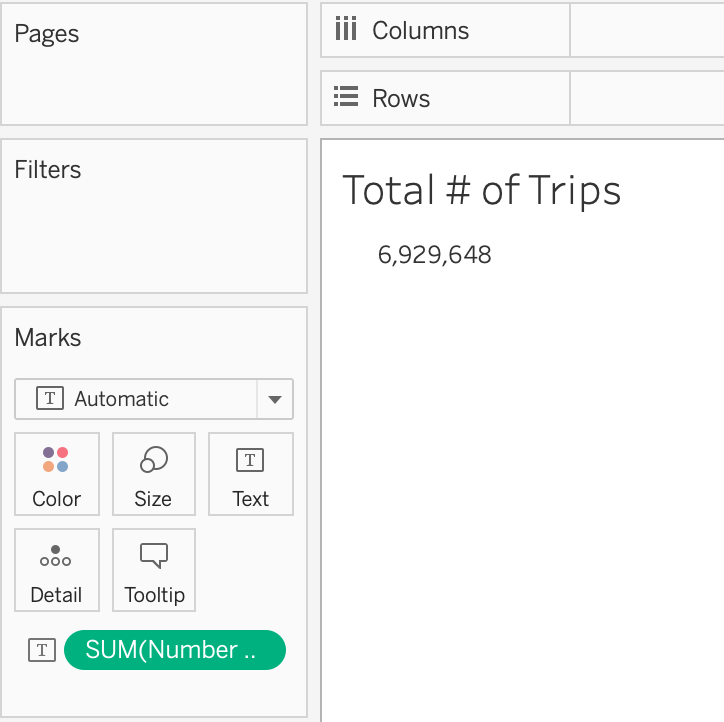 Pages
Columns
Rows
Filters
Total # of Trips
6,929,648
Marks
T Automatic
Color
Size
T
Text
Detail
Tooltip
T SUM(Number ..